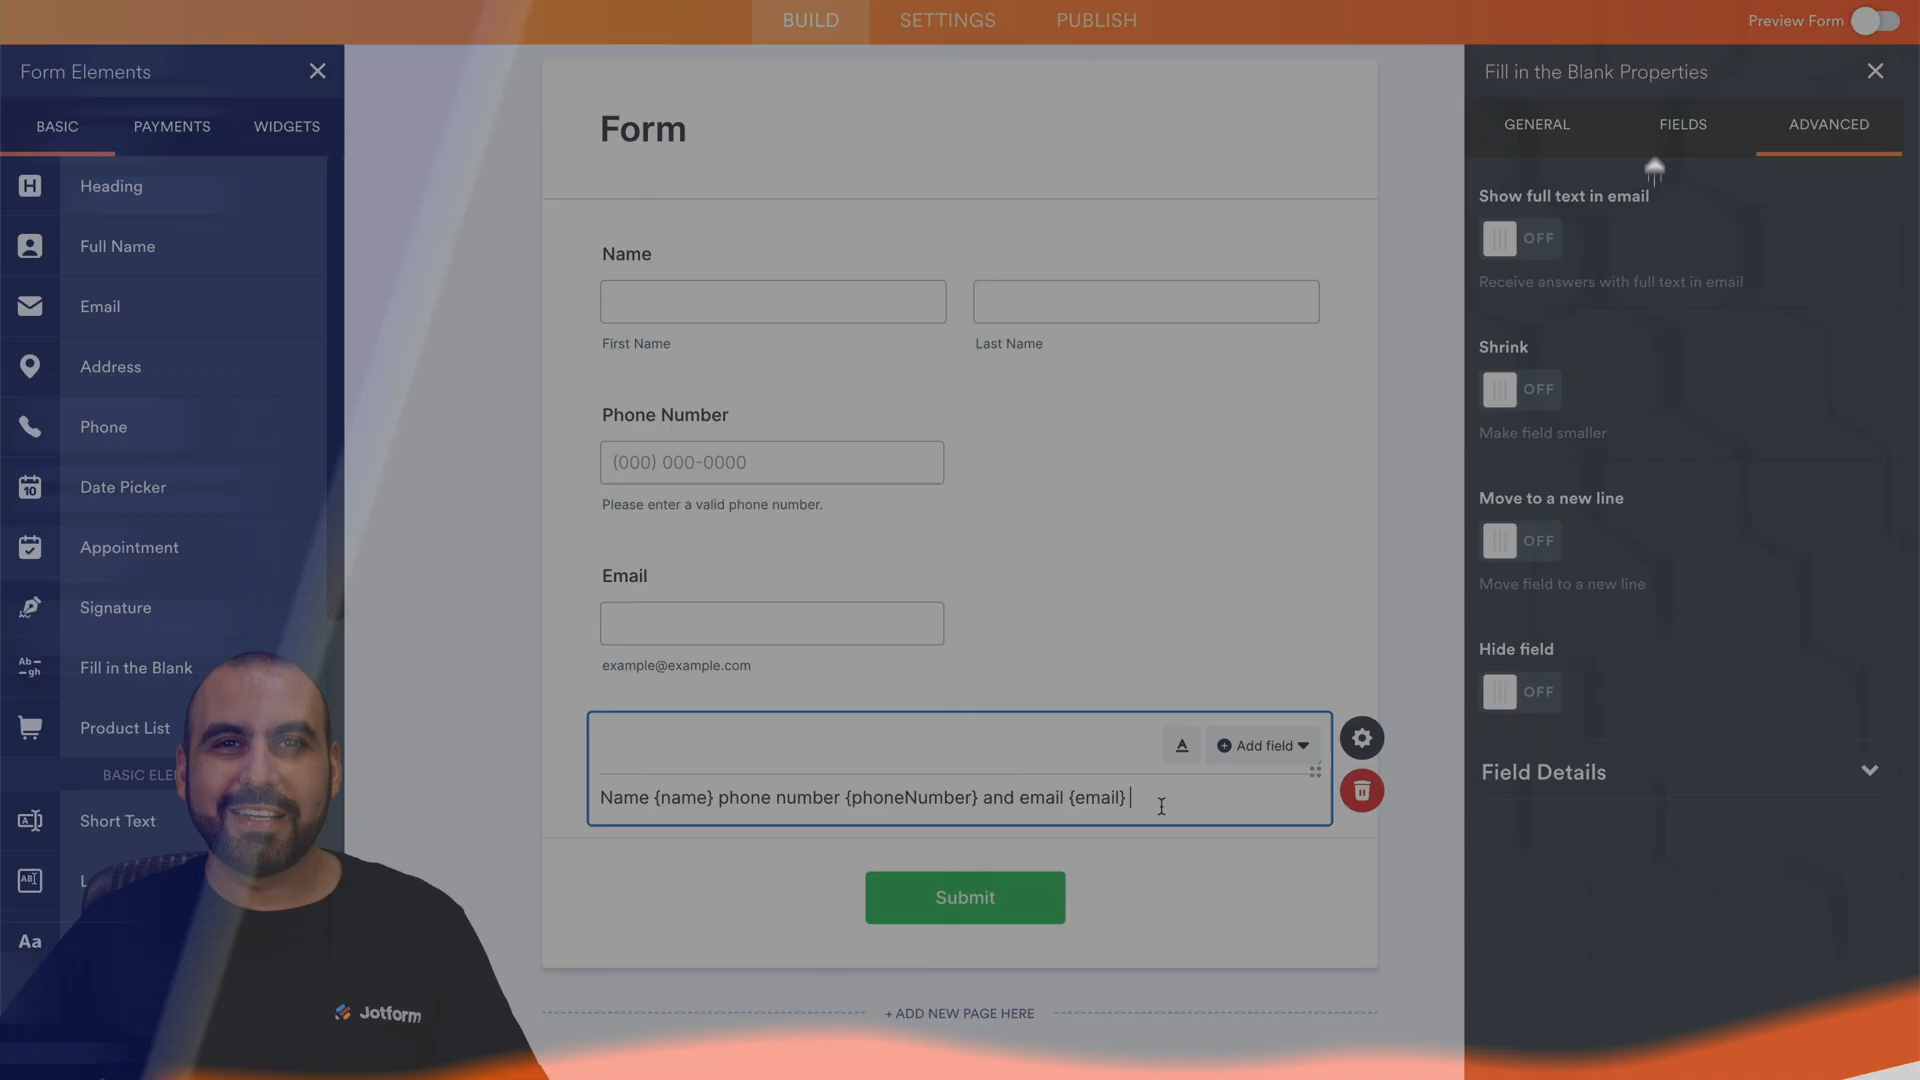 BUILD
SETTINGS
PUBLISH
Preview Form
Form Elements
BASIC
PAYMENTS
WIDGETS
H
Heading
Full Name
Email
Address
Phone
10
Date Picker
Appointment
Signature
Ab
gh
Fill in the Blank
Product List
BASIC ELE
A
Short Text
ABI
L
Aa
Jotform
Form
Name
First Name
Last Name
Phone Number
(000) 000-0000
Please enter a valid phone number.
Email
example@example.com
A
Add field
Name {name} phone number {phoneNumber} and email {email}
Submit
+ ADD NEW PAGE HERE
Fill in the Blank Properties
GENERAL
FIELDS
ADVANCED
Show full text in email
OFF
Receive answers with full text in email
Shrink
OFF
Make field smaller
Move to a new line
OFF
Move field to a new line
Hide field
OFF
Field Details